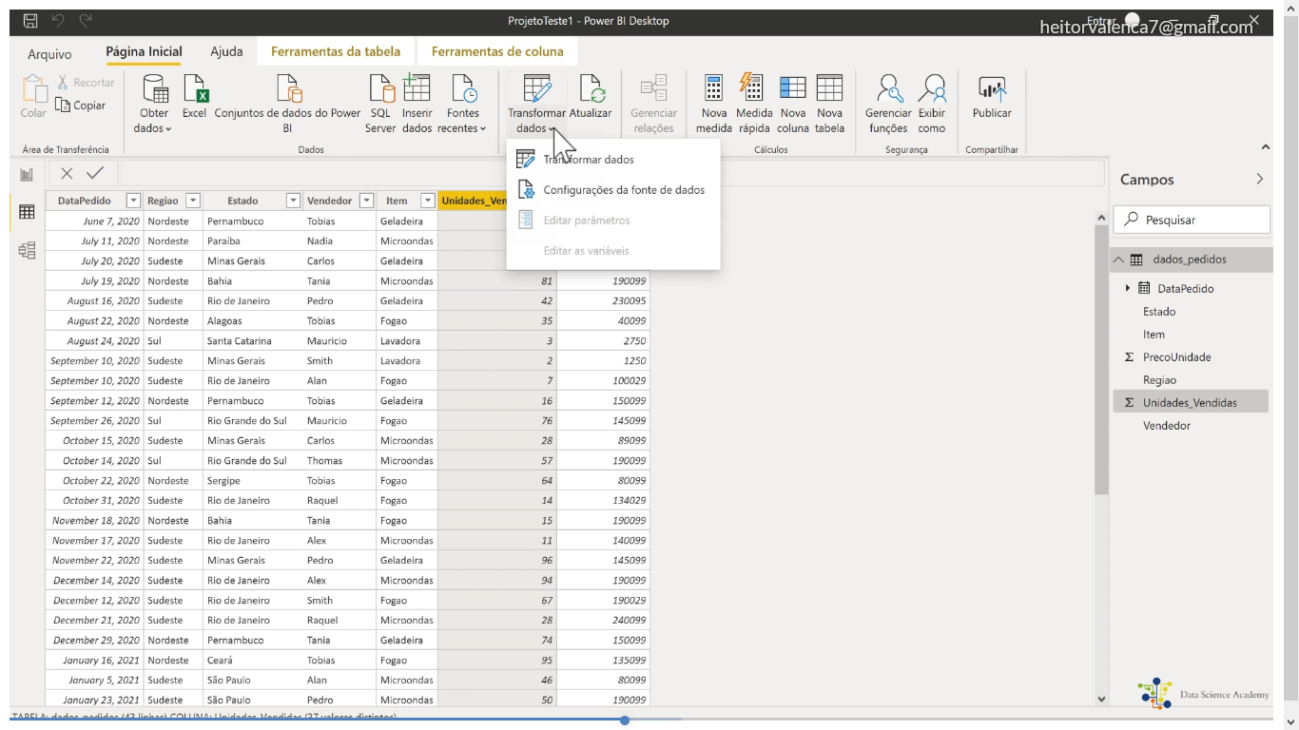 ProjetoTeste1 - Power BI Desktop
Entrar
heitorvalenca7@gmail.com
Arquivo Página Inicial Ajuda Ferramentas da tabela Ferramentas de coluna
Colar
Recortar
Copiar
Obter dados
Excel
Conjuntos de dados do Power BI
SQL Server
Inserir dados
Fontes recentes
Transformar dados
Atualizar
Gerenciar relações
Nova medida
Medida rápida
Nova coluna
Nova tabela
Gerenciar funções
Exibir como
Publicar
Área de Transferência Dados Cálculos Segurança Compartilhar
Transformar dados
Configurações da fonte de dados
Editar parâmetros
Editar as variáveis
DataPedido Regiao Estado Vendedor Item Unidades_Ven
June 7, 2020 Nordeste Pernambuco Tobias Geladeira
July 11, 2020 Nordeste Paraíba Nadia Microondas
July 20, 2020 Sudeste Minas Gerais Carlos Geladeira
July 19, 2020 Nordeste Bahia Tania Microondas 81 190099
August 16, 2020 Sudeste Rio de Janeiro Pedro Geladeira 42 230095
August 22, 2020 Nordeste Alagoas Tobias Fogao 35 40099
August 24, 2020 Sul Santa Catarina Mauricio Lavadora 3 2750
September 10, 2020 Sudeste Minas Gerais Smith Lavadora 2 1250
September 10, 2020 Sudeste Rio de Janeiro Alan Fogao 7 100029
September 12, 2020 Nordeste Pernambuco Tobias Geladeira 16 150099
September 26, 2020 Sul Rio Grande do Sul Mauricio Fogao 76 145099
October 15, 2020 Sudeste Minas Gerais Carlos Microondas 28 89099
October 14, 2020 Sul Rio Grande do Sul Thomas Microondas 57 190099
October 22, 2020 Nordeste Sergipe Tobias Fogao 64 80099
October 31, 2020 Sudeste Rio de Janeiro Raquel Fogao 14 134029
November 18, 2020 Nordeste Bahia Tania Fogao 15 190099
November 17, 2020 Sudeste Rio de Janeiro Alex Microondas 11 140099
November 22, 2020 Sudeste Minas Gerais Pedro Geladeira 96 145099
December 14, 2020 Sudeste Rio de Janeiro Alex Microondas 94 190099
December 12, 2020 Sudeste Rio de Janeiro Smith Fogao 67 190029
December 21, 2020 Sudeste Rio de Janeiro Raquel Microondas 28 240099
December 29, 2020 Nordeste Pernambuco Tania Geladeira 74 150099
January 16, 2021 Nordeste Ceará Tobias Fogao 95 135099
January 5, 2021 Sudeste São Paulo Alan Microondas 46 80099
January 23, 2021 Sudeste São Paulo Pedro Microondas 50 190099
TABELA: dados_pedidos (43 linhas) COLUNA: Unidades_Vendidas (37 valores distintos)
Campos
Pesquisar
dados_pedidos
DataPedido
Estado
Item
PrecoUnidade
Regiao
Unidades_Vendidas
Vendedor
Data Science Academy